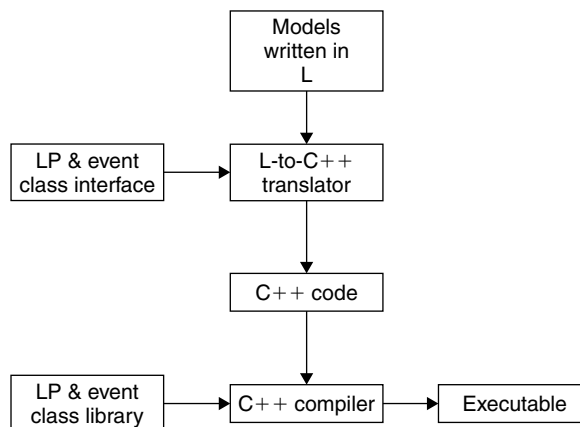 Models
written in
L
LP & event
class interface
L-to-C++
translator
C++ code
LP & event
class library
C++ compiler
Executable